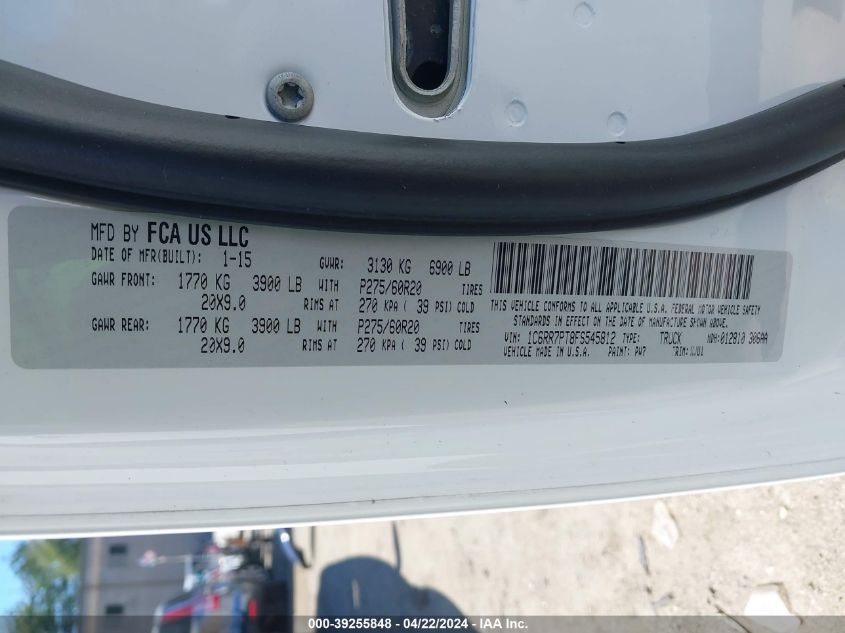 MFD BY FCA US LLC
DATE OF MFR(BUILT): 1-15 GVWR: 3130 KG 6900 LB
GAWR FRONT: 1770 KG 3900 LB WITH P275/60R20 TIRES
20X9.0 RIMS AT 270 KPA ( 39 PSI) COLD
GAWR REAR: 1770 KG 3900 LB WITH P275/60R20 TIRES
20X9.0 RIMS AT 270 KPA ( 39 PSI) COLD
THIS VEHICLE CONFORMS TO ALL APPLICABLE U.S.A. FEDERAL MOTOR VEHICLE SAFETY
STANDARDS IN EFFECT ON THE DATE OF MANUFACTURE SHOWN ABOVE.
VIN: 1C6RR7PT8FS545812 TYPE: TRUCK MDH:012810 306AA
VEHICLE MADE IN U.S.A. PAINT: PW7 TRIM:
000-39255848 - 04/22/2024 - IAA Inc.